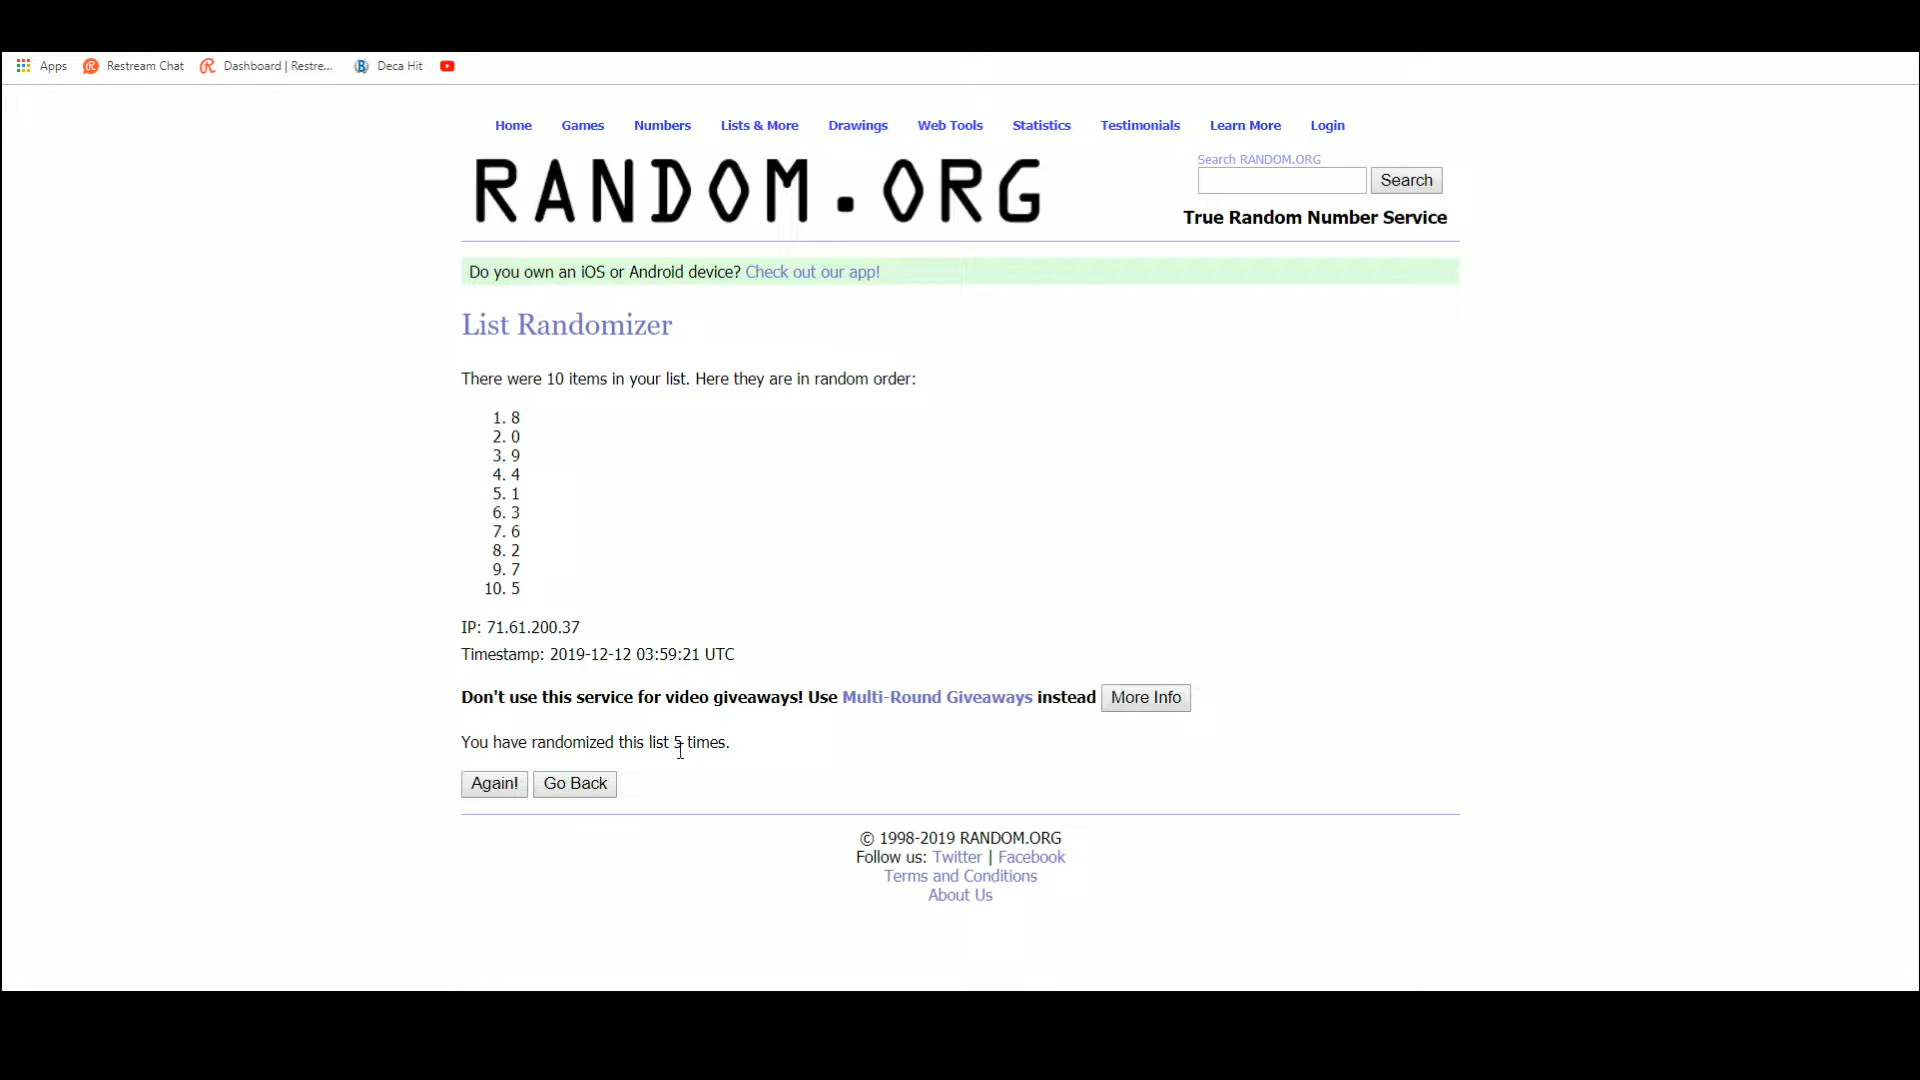 Apps Restream Chat Dashboard | Restre... Deca Hit
Home Games Numbers Lists & More Drawings Web Tools Statistics Testimonials Learn More Login
RANDOM.ORG
Search RANDOM.ORG
Search
True Random Number Service
Do you own an iOS or Android device? Check out our app!
List Randomizer
There were 10 items in your list. Here they are in random order:
1. 8
2. 0
3. 9
4. 4
5. 1
6. 3
7. 6
8. 2
9. 7
10. 5
IP: 71.61.200.37
Timestamp: 2019-12-12 03:59:21 UTC
Don't use this service for video giveaways! Use Multi-Round Giveaways instead More Info
You have randomized this list 5 times.
Again! Go Back
© 1998-2019 RANDOM.ORG
Follow us: Twitter | Facebook
Terms and Conditions
About Us